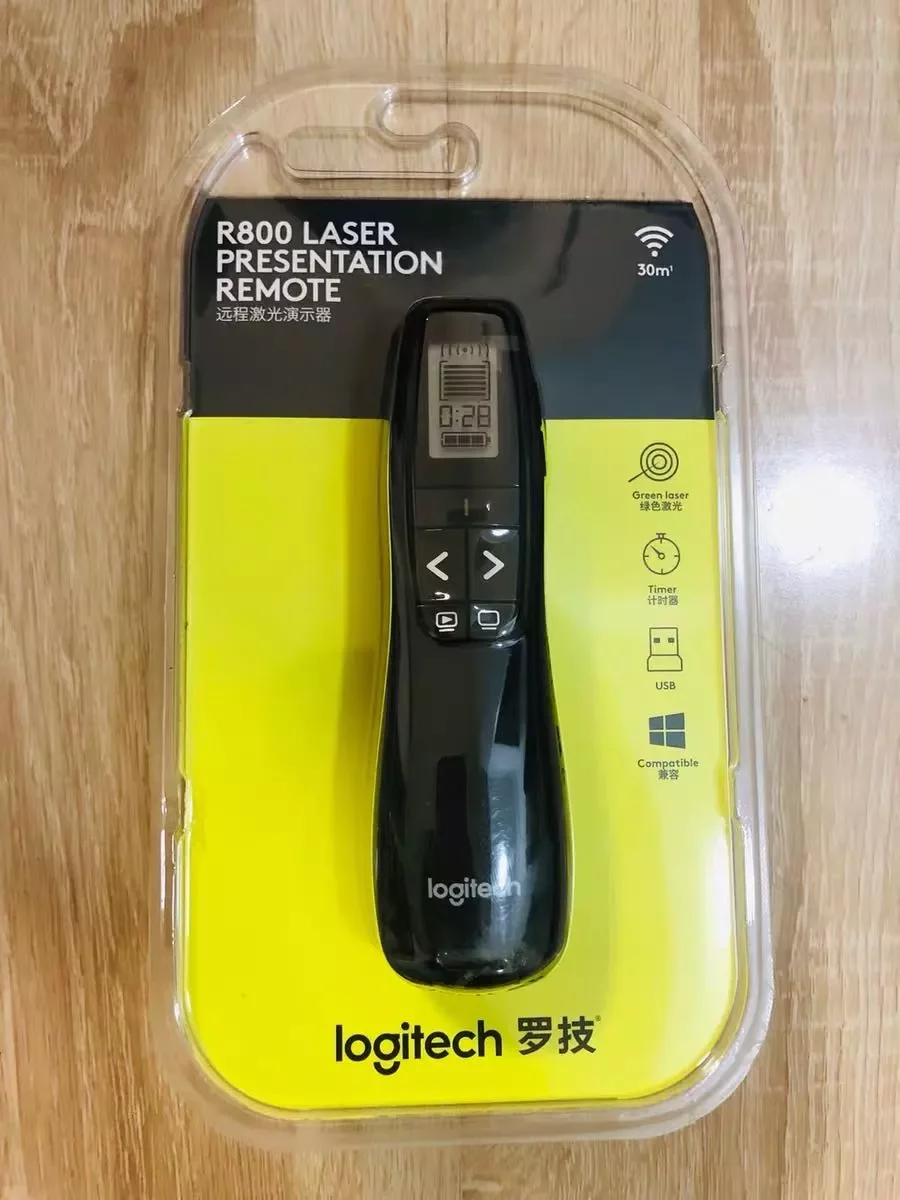 R800 LASER
PRESENTATION
REMOTE
远程激光演示器
30m¹
0:28
Green laser
绿色激光
Timer
计时器
USB
Compatible
兼容
logitech
logitech 罗技®